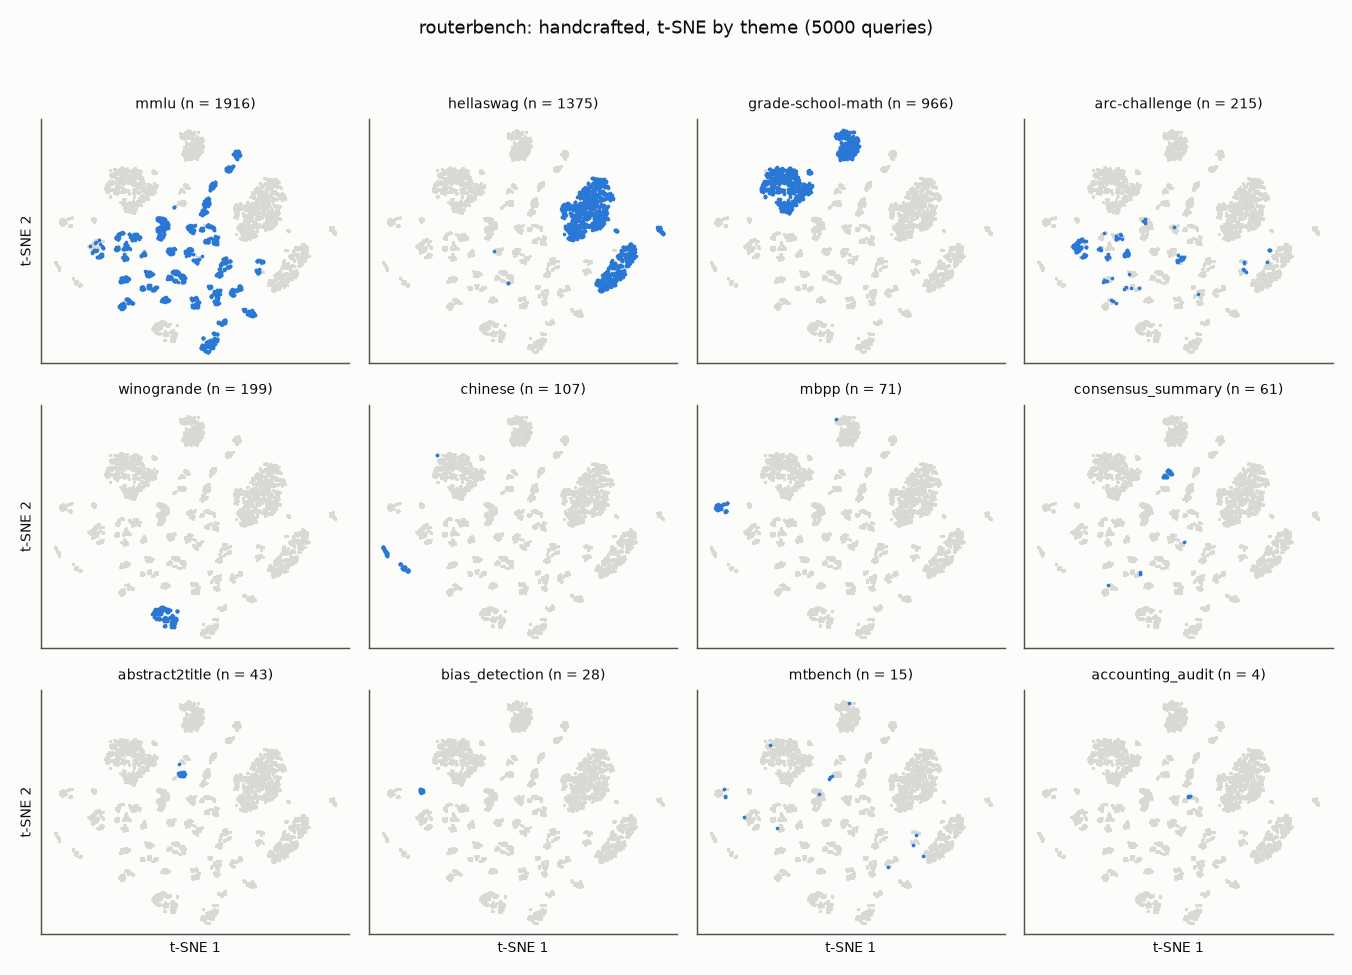 routerbench: handcrafted, t-SNE by theme (5000 queries)
mmlu (n = 1916)
hellaswag (n = 1375)
grade-school-math (n = 966)
arc-challenge (n = 215)
t-SNE 2
winogrande (n = 199)
chinese (n = 107)
mbpp (n = 71)
consensus_summary (n = 61)
t-SNE 2
abstract2title (n = 43)
bias_detection (n = 28)
mtbench (n = 15)
accounting_audit (n = 4)
t-SNE 2
t-SNE 1
t-SNE 1
t-SNE 1
t-SNE 1